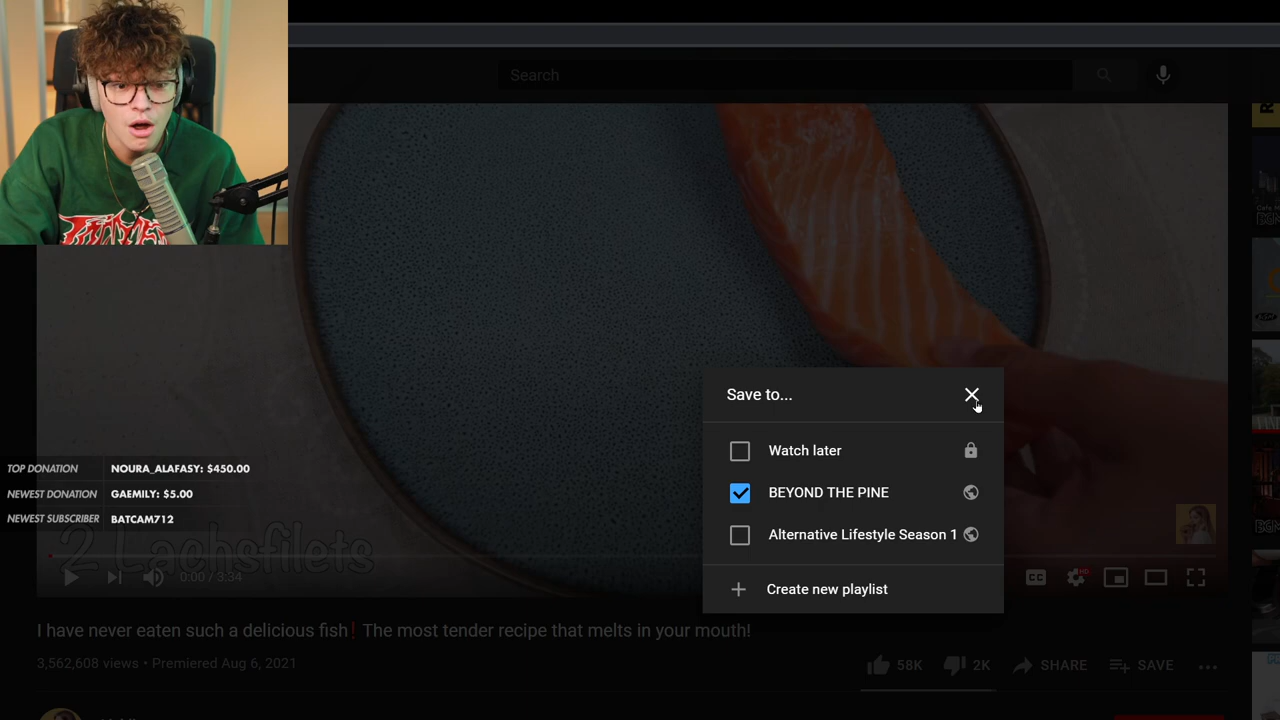 Search
Save to...
Watch later
BEYOND THE PINE
Alternative Lifestyle Season 1
Create new playlist
TOP DONATION NOURA_ALAFASY: $450.00
NEWEST DONATION GAEMILY: $5.00
NEWEST SUBSCRIBER BATCAM712
2 Lachsfilets
0:00 / 3:34
CC
HD
I have never eaten such a delicious fish❗ The most tender recipe that melts in your mouth!
3,562,608 views • Premiered Aug 6, 2021
58K
2K
SHARE
SAVE